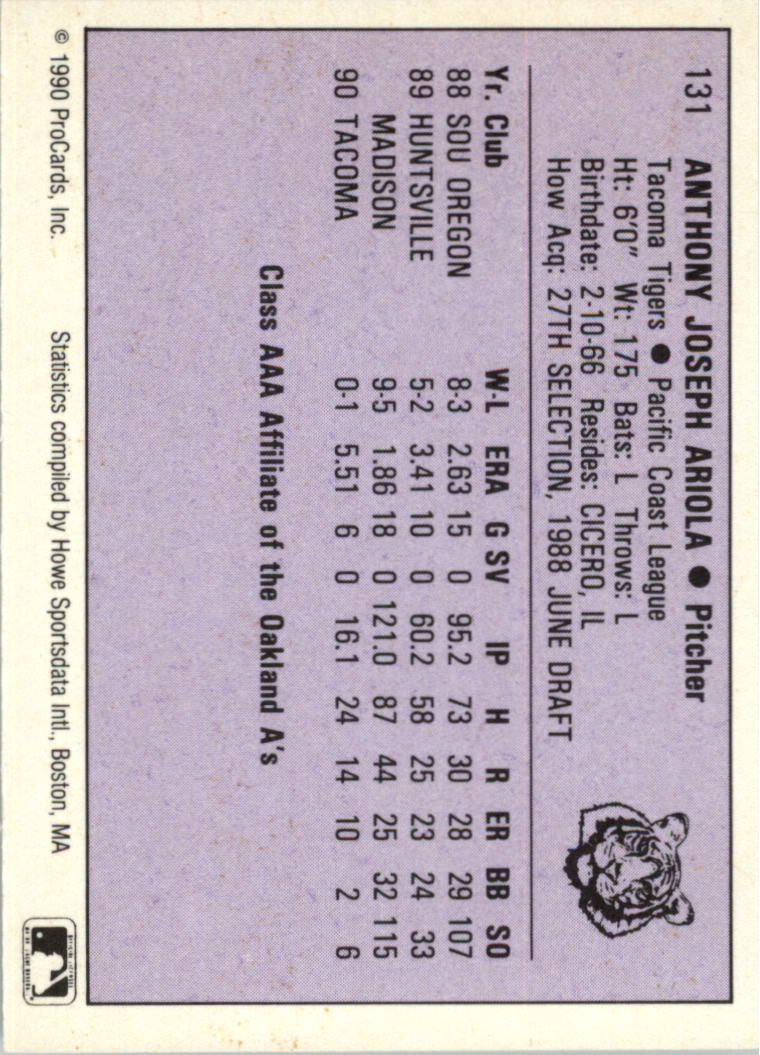 131 ANTHONY JOSEPH ARIOLA ● Pitcher
Tacoma Tigers ● Pacific Coast League
Ht: 6'0" Wt: 175 Bats: L Throws: L
Birthdate: 2-10-66 Resides: CICERO, IL
How Acq: 27TH SELECTION, 1988 JUNE DRAFT
Yr. Club W-L ERA G SV IP H R ER BB SO
88 SOU OREGON 8-3 2.63 15 0 95.2 73 30 28 29 107
89 HUNTSVILLE 5-2 3.41 10 0 60.2 58 25 23 24 33
MADISON 9-5 1.86 18 0 121.0 87 44 25 32 115
90 TACOMA 0-1 5.51 6 0 16.1 24 14 10 2 6
Class AAA Affiliate of the Oakland A's
© 1990 ProCards, Inc. Statistics compiled by Howe Sportsdata Intl., Boston, MA